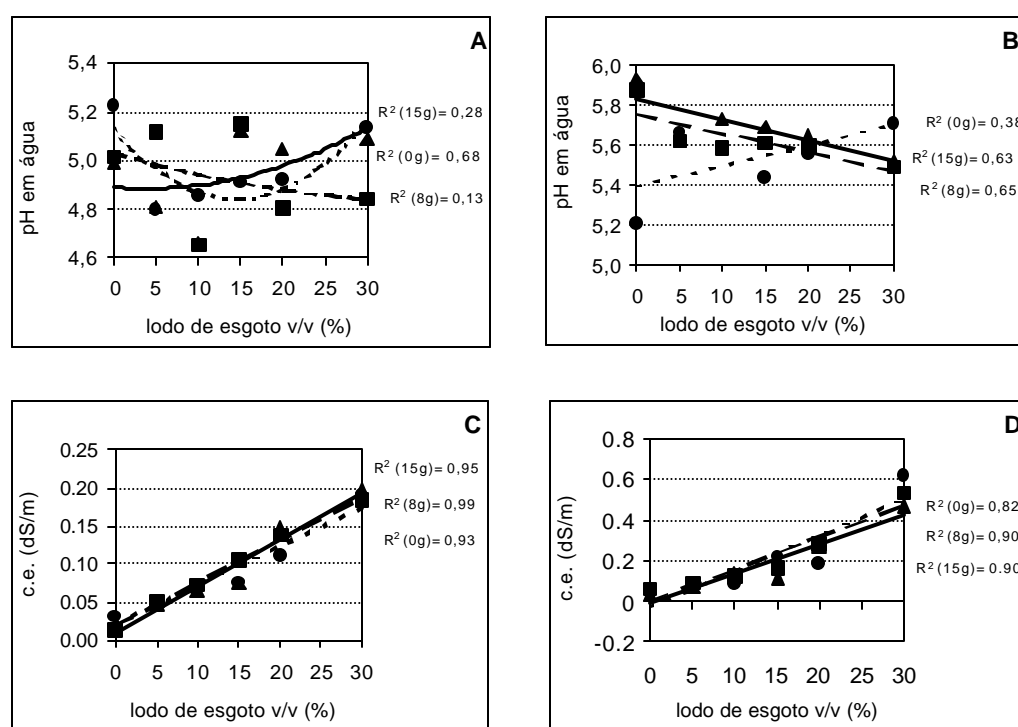 A
pH em água
5,4
5,2
5,0
4,8
4,6
0 5 10 15 20 30
lodo de esgoto v/v (%)
R² (15g)= 0,28
R² (0g)= 0,68
R² (8g)= 0,13
B
pH em água
6,0
5,8
5,6
5,4
5,2
5,0
0 5 10 15 20 30
lodo de esgoto v/v (%)
R² (0g)= 0,38
R² (15g)= 0,63
R² (8g)= 0,65
C
c.e. (dS/m)
0.25
0.20
0.15
0.10
0.05
0.00
0 5 10 15 20 30
lodo de esgoto v/v (%)
R² (15g)= 0,95
R² (8g)= 0,99
R² (0g)= 0,93
D
c.e. (dS/m)
0.8
0.6
0.4
0.2
0
-0.2
0 5 10 15 20 30
lodo de esgoto v/v (%)
R² (0g)= 0,82
R² (8g)= 0,90
R² (15g)= 0.90